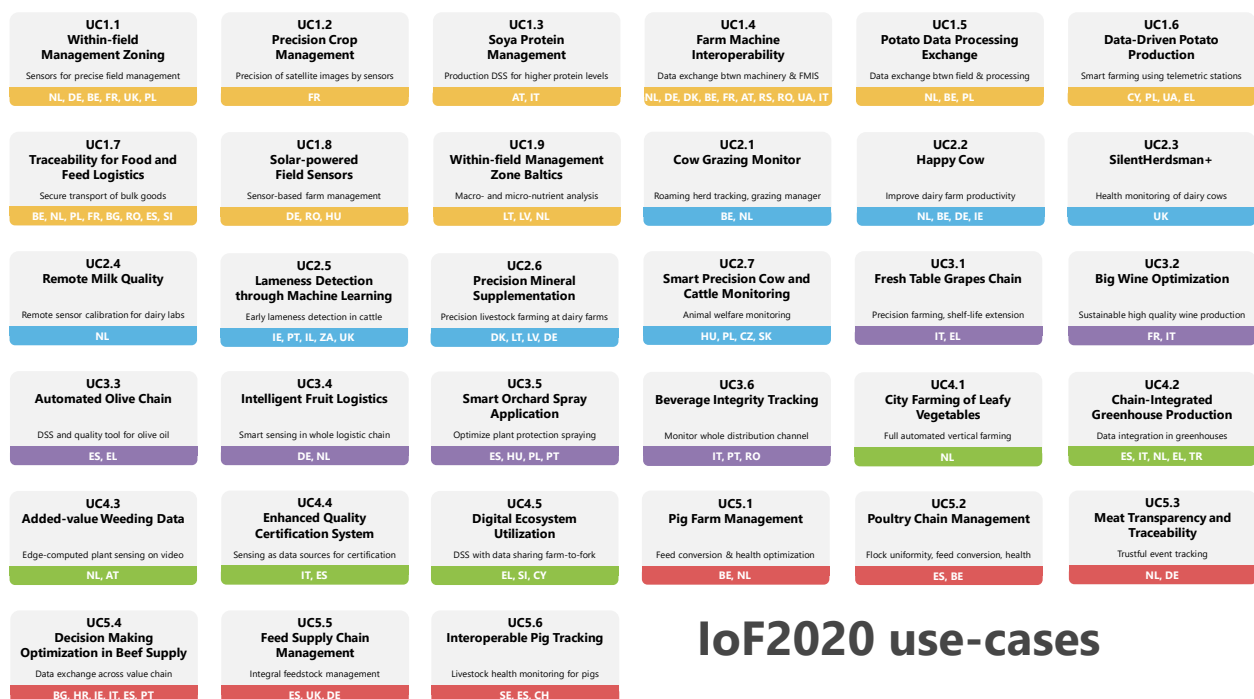 UC1.1
Within-field
Management Zoning
Sensors for precise field management
NL, DE, BE, FR, UK, PL
UC1.2
Precision Crop
Management
Precision of satellite images by sensors
FR
UC1.3
Soya Protein
Management
Production DSS for higher protein levels
AT, IT
UC1.4
Farm Machine
Interoperability
Data exchange btwn machinery & FMIS
NL, DE, DK, BE, FR, AT, RS, RO, UA, IT
UC1.5
Potato Data Processing
Exchange
Data exchange btwn field & processing
NL, BE, PL
UC1.6
Data-Driven Potato
Production
Smart farming using telemetric stations
CY, PL, UA, EL
UC1.7
Traceability for Food and
Feed Logistics
Secure transport of bulk goods
BE, NL, PL, FR, BG, RO, ES, SI
UC1.8
Solar-powered
Field Sensors
Sensor-based farm management
DE, RO, HU
UC1.9
Within-field Management
Zone Baltics
Macro- and micro-nutrient analysis
LT, LV, NL
UC2.1
Cow Grazing Monitor
Roaming herd tracking, grazing manager
BE, NL
UC2.2
Happy Cow
Improve dairy farm productivity
NL, BE, DE, IE
UC2.3
SilentHerdsman+
Health monitoring of dairy cows
UK
UC2.4
Remote Milk Quality
Remote sensor calibration for dairy labs
NL
UC2.5
Lameness Detection
through Machine Learning
Early lameness detection in cattle
IE, PT, IL, ZA, UK
UC2.6
Precision Mineral
Supplementation
Precision livestock farming at dairy farms
DK, LT, LV, DE
UC2.7
Smart Precision Cow and
Cattle Monitoring
Animal welfare monitoring
HU, PL, CZ, SK
UC3.1
Fresh Table Grapes Chain
Precision farming, shelf-life extension
IT, EL
UC3.2
Big Wine Optimization
Sustainable high quality wine production
FR, IT
UC3.3
Automated Olive Chain
DSS and quality tool for olive oil
ES, EL
UC3.4
Intelligent Fruit Logistics
Smart sensing in whole logistic chain
DE, NL
UC3.5
Smart Orchard Spray
Application
Optimize plant protection spraying
ES, HU, PL, PT
UC3.6
Beverage Integrity Tracking
Monitor whole distribution channel
IT, PT, RO
UC4.1
City Farming of Leafy
Vegetables
Full automated vertical farming
NL
UC4.2
Chain-Integrated
Greenhouse Production
Data integration in greenhouses
ES, IT, NL, EL, TR
UC4.3
Added-value Weeding Data
Edge-computed plant sensing on video
NL, AT
UC4.4
Enhanced Quality
Certification System
Sensing as data sources for certification
IT, ES
UC4.5
Digital Ecosystem
Utilization
DSS with data sharing farm-to-fork
EL, SI, CY
UC5.1
Pig Farm Management
Feed conversion & health optimization
BE, NL
UC5.2
Poultry Chain Management
Flock uniformity, feed conversion, health
ES, BE
UC5.3
Meat Transparency and
Traceability
Trustful event tracking
NL, DE
UC5.4
Decision Making
Optimization in Beef Supply
Data exchange across value chain
BG, HR, IE, IT, ES, PT
UC5.5
Feed Supply Chain
Management
Integral feedstock management
ES, UK, DE
UC5.6
Interoperable Pig Tracking
Livestock health monitoring for pigs
SE, ES, CH
IoF2020 use-cases